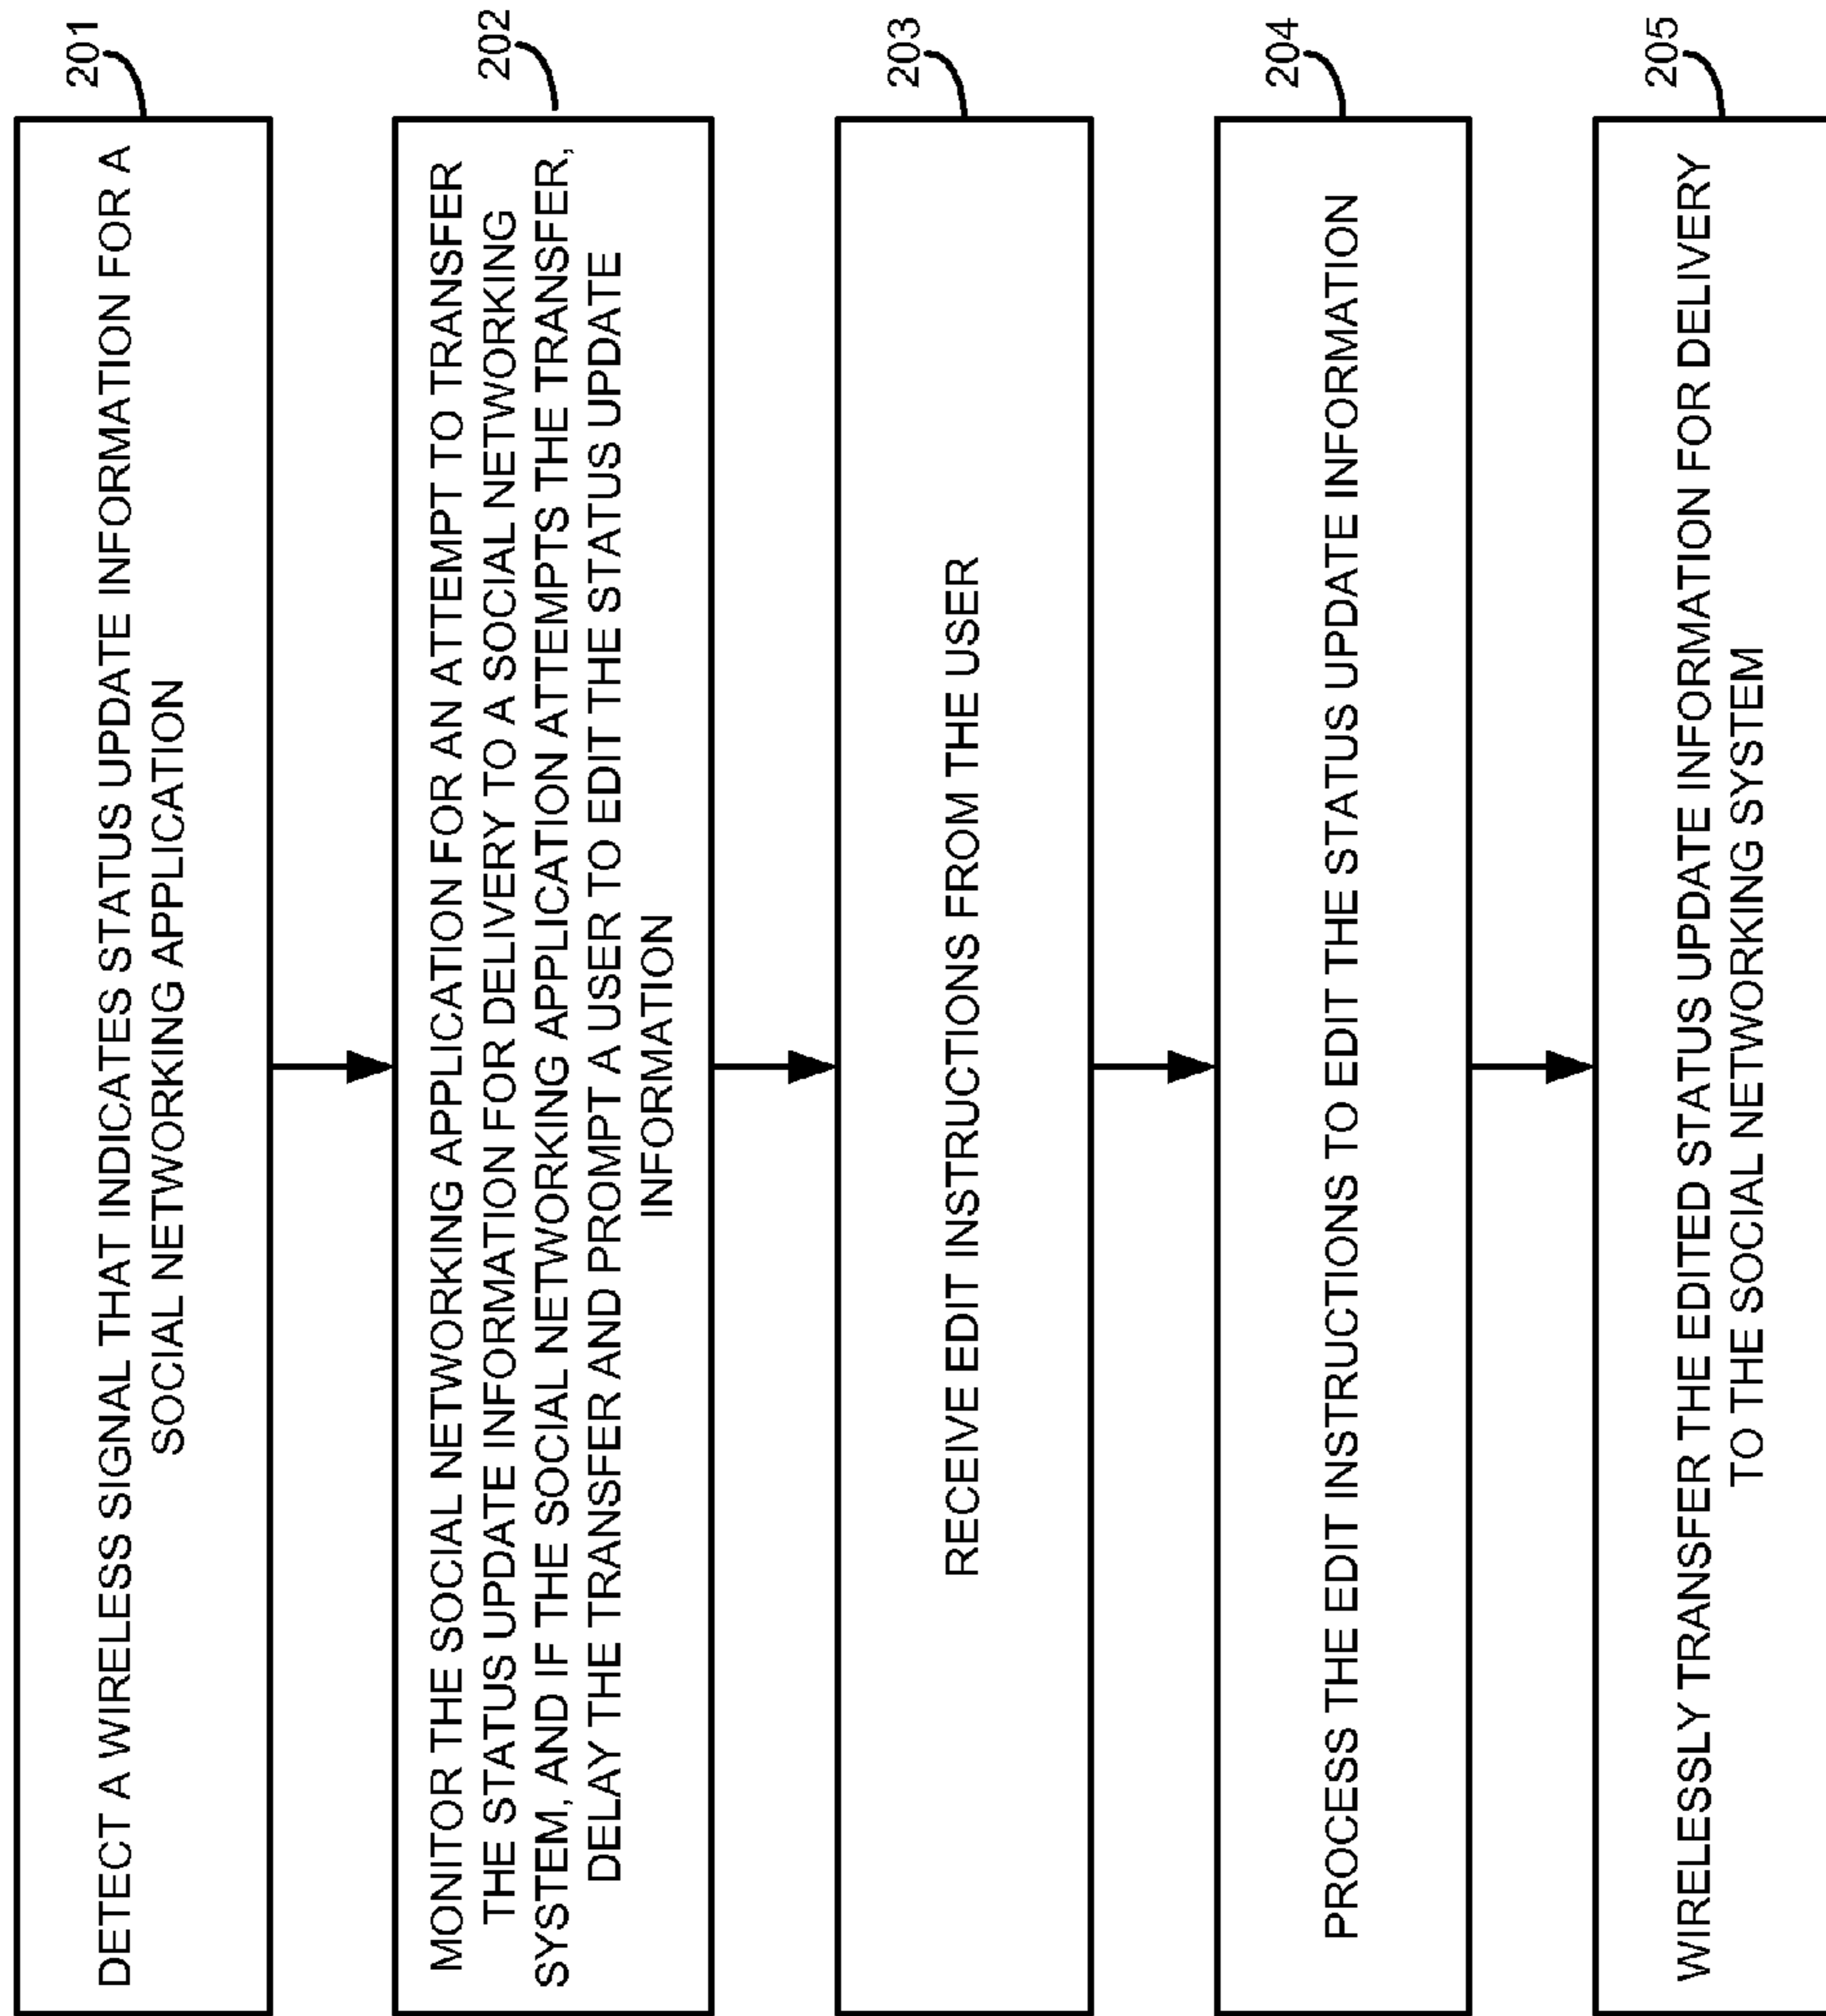 201
DETECT A WIRELESS SIGNAL THAT INDICATES STATUS UPDATE INFORMATION FOR A
SOCIAL NETWORKING APPLICATION
202
MONITOR THE SOCIAL NETWORKING APPLICATION FOR AN ATTEMPT TO TRANSFER
THE STATUS UPDATE INFORMATION FOR DELIVERY TO A SOCIAL NETWORKING
SYSTEM, AND IF THE SOCIAL NETWORKING APPLICATION ATTEMPTS THE TRANSFER,
DELAY THE TRANSFER AND PROMPT A USER TO EDIT THE STATUS UPDATE
INFORMATION
203
RECEIVE EDIT INSTRUCTIONS FROM THE USER
204
PROCESS THE EDIT INSTRUCTIONS TO EDIT THE STATUS UPDATE INFORMATION
205
WIRELESSLY TRANSFER THE EDITED STATUS UPDATE INFORMATION FOR DELIVERY
TO THE SOCIAL NETWORKING SYSTEM